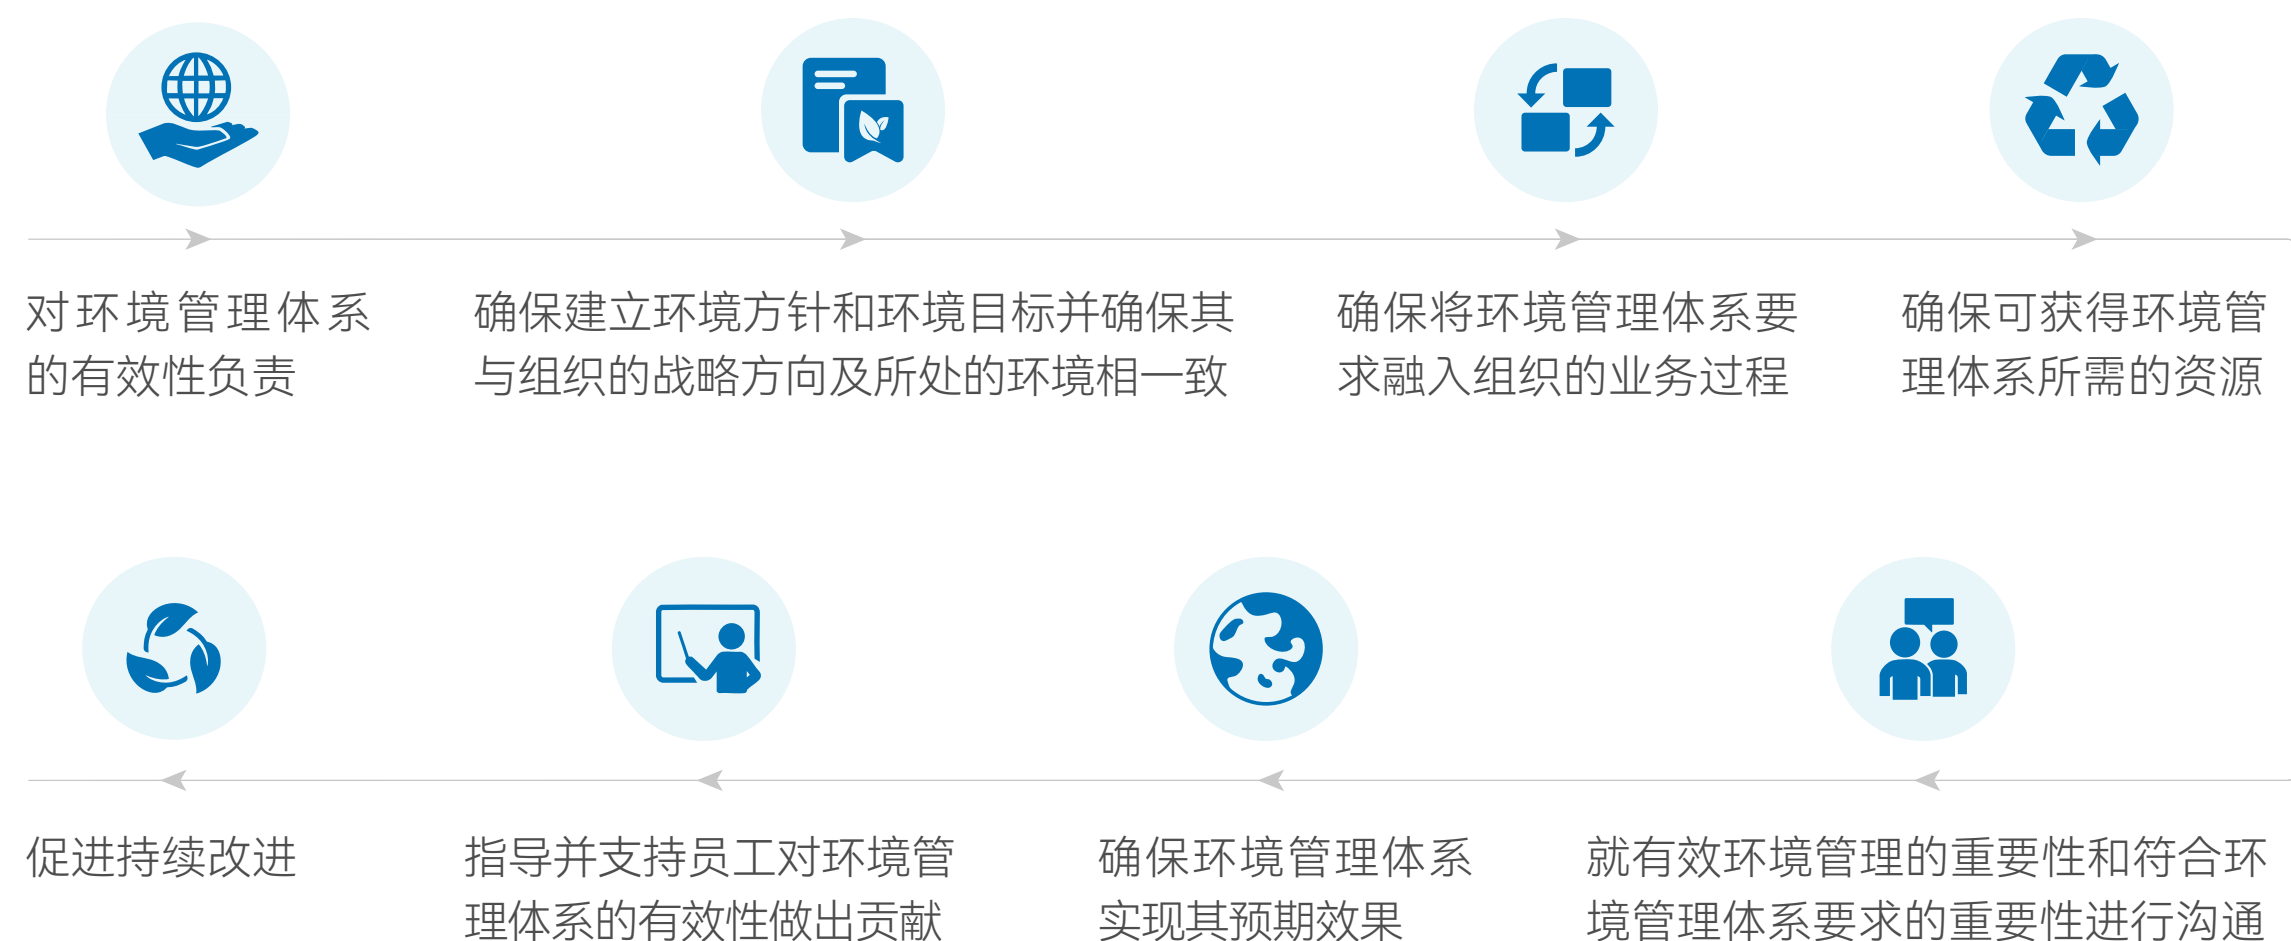 对环境管理体系
的有效性负责
确保建立环境方针和环境目标并确保其
与组织的战略方向及所处的环境相一致
确保将环境管理体系要
求融入组织的业务过程
确保可获得环境管
理体系所需的资源
就有效环境管理的重要性和符合环
境管理体系要求的重要性进行沟通
确保环境管理体系
实现其预期效果
指导并支持员工对环境管
理体系的有效性做出贡献
促进持续改进